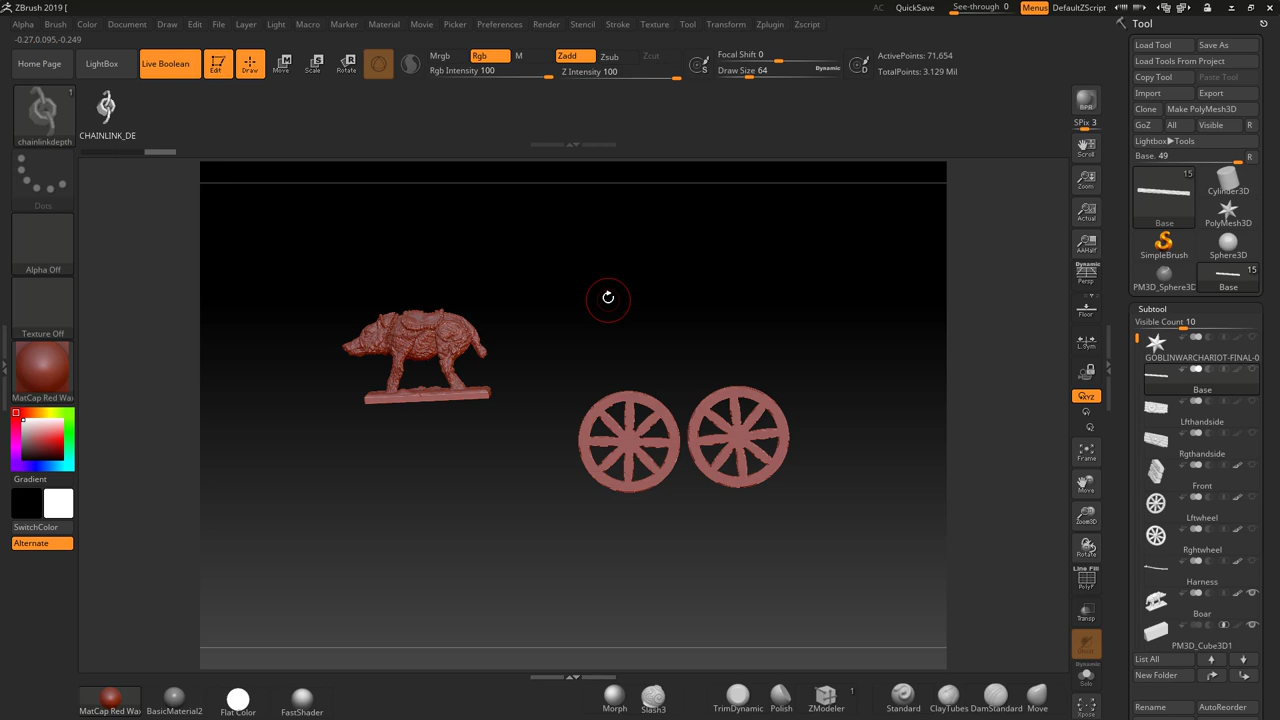 ZBrush 2019 [
AC QuickSave See-through 0 Menus DefaultZScript
Alpha Brush Color Document Draw Edit File Layer Light Macro Marker Material Movie Picker Preferences Render Stencil Stroke Texture Tool Transform Zplugin Zscript
-0.27,0.095,-0.249
Home Page LightBox Live Boolean Edit Draw Move Scale Rotate
Mrgb Rgb M Zadd Zsub Zcut
Rgb Intensity 100 Z Intensity 100
Focal Shift 0
Draw Size 64 Dynamic
S
D
ActivePoints: 71,654
TotalPoints: 3.129 Mil
1
chainlinkdepth
CHAINLINK_DE
Dots
Alpha Off
Texture Off
MatCap Red Wax
Gradient
SwitchColor
Alternate
BPR
SPix 3
Scroll
Zoom
Actual
AAHalf
Dynamic
Persp
Floor
L.Sym
XYZ
Frame
Move
Zoom3D
Rotate
Line Fill
PolyF
Transp
Ghost
Dynamic
Solo
Xpose
Tool
Load Tool Save As
Load Tools From Project
Copy Tool Paste Tool
Import Export
Clone Make PolyMesh3D
GoZ All Visible R
Lightbox▶Tools
Base. 49 R
15
Base
Cylinder3D
PolyMesh3D
SimpleBrush
Sphere3D
PM3D_Sphere3D
15
Base
Subtool
Visible Count 10
GOBLINWARCHARIOT-FINAL-0
Base
Lfthandside
Rgthandside
Front
Lftwheel
Rghtwheel
Harness
Boar
PM3D_Cube3D1
List All
New Folder
Rename AutoReorder
MatCap Red Wax BasicMaterial2 Flat Color FastShader
Morph Slash3 TrimDynamic Polish ZModeler 1 Standard ClayTubes DamStandard Move